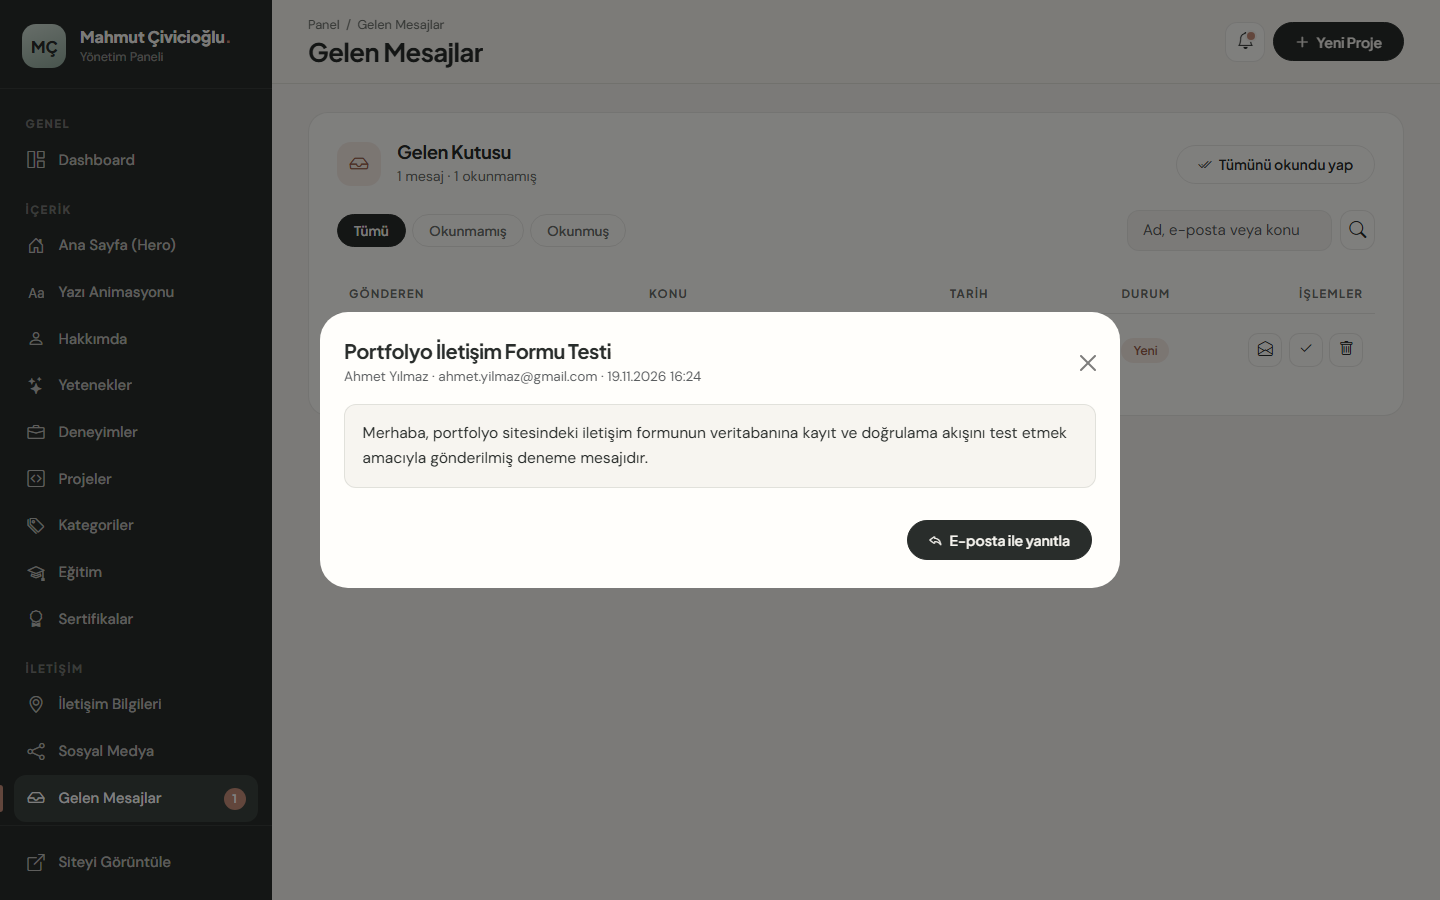 MÇ
Mahmut Çivicioğlu.
Yönetim Paneli
GENEL
Dashboard
İÇERİK
Ana Sayfa (Hero)
Aa Yazı Animasyonu
Hakkımda
Yetenekler
Deneyimler
Projeler
Kategoriler
Eğitim
Sertifikalar
İLETİŞİM
İletişim Bilgileri
Sosyal Medya
Gelen Mesajlar 1
Siteyi Görüntüle
Panel / Gelen Mesajlar
Gelen Mesajlar
Yeni Proje
Gelen Kutusu
1 mesaj · 1 okunmamış
Tümünü okundu yap
Tümü Okunmamış Okunmuş
Ad, e-posta veya konu
GÖNDEREN KONU TARİH DURUM İŞLEMLER
Yeni
Portfolyo İletişim Formu Testi
Ahmet Yılmaz · ahmet.yilmaz@gmail.com · 19.11.2026 16:24
Merhaba, portfolyo sitesindeki iletişim formunun veritabanına kayıt ve doğrulama akışını test etmek
amacıyla gönderilmiş deneme mesajıdır.
E-posta ile yanıtla